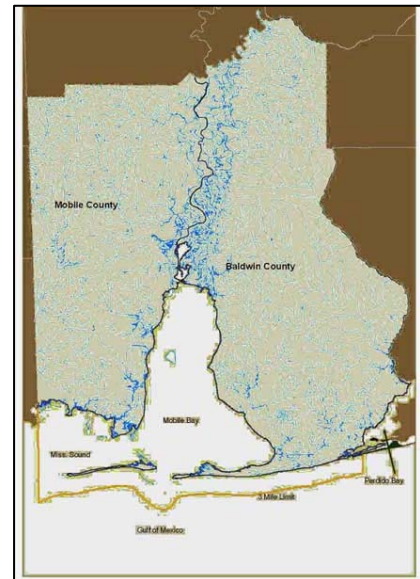 Mobile County
Baldwin County
Mobile Bay
Miss. Sound
Perdido Bay
3 Mile Limit
Gulf of Mexico